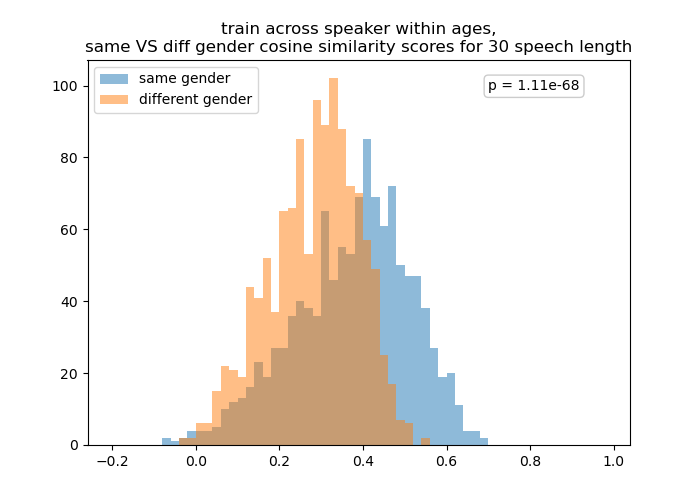 train across speaker within ages,
same VS diff gender cosine similarity scores for 30 speech length
same gender
different gender
p = 1.11e-68
100
80
60
40
20
0
−0.2 0.0 0.2 0.4 0.6 0.8 1.0